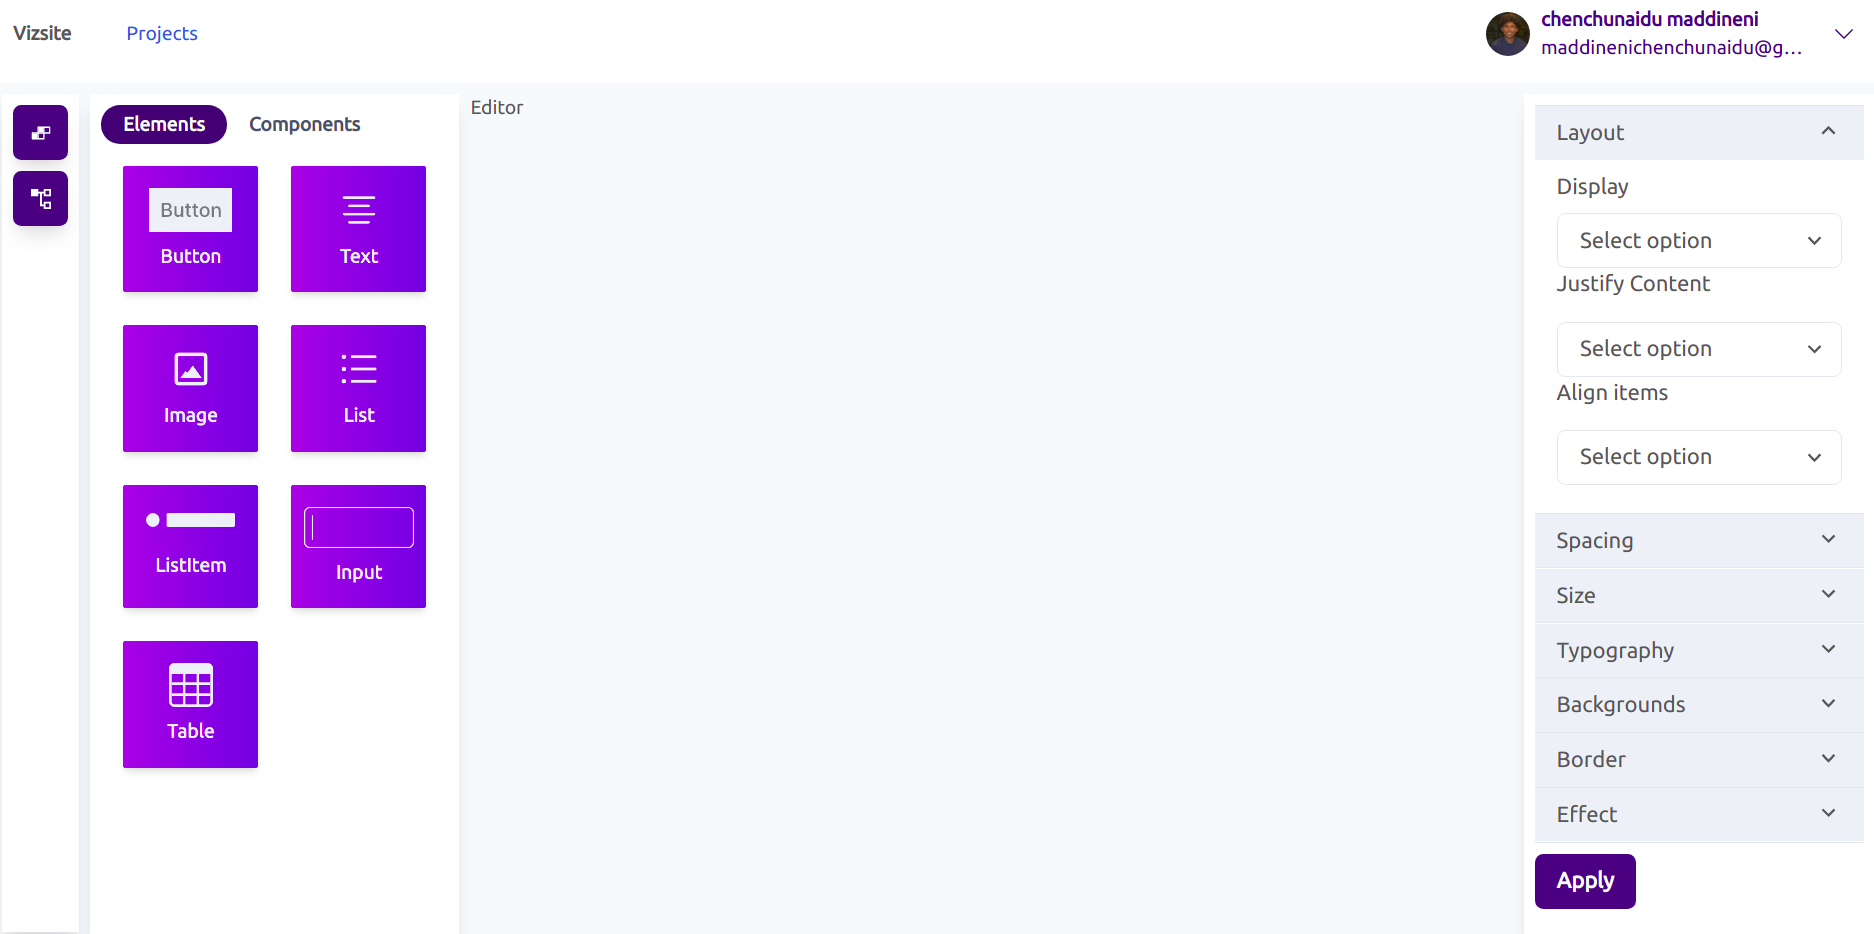 Vizsite
Projects
chenchunaidu maddineni
maddinenichenchunaidu@g...
Elements
Components
Button
Button
Text
Image
List
ListItem
Input
Table
Editor
Layout
Display
Select option
Justify Content
Select option
Align items
Select option
Spacing
Size
Typography
Backgrounds
Border
Effect
Apply